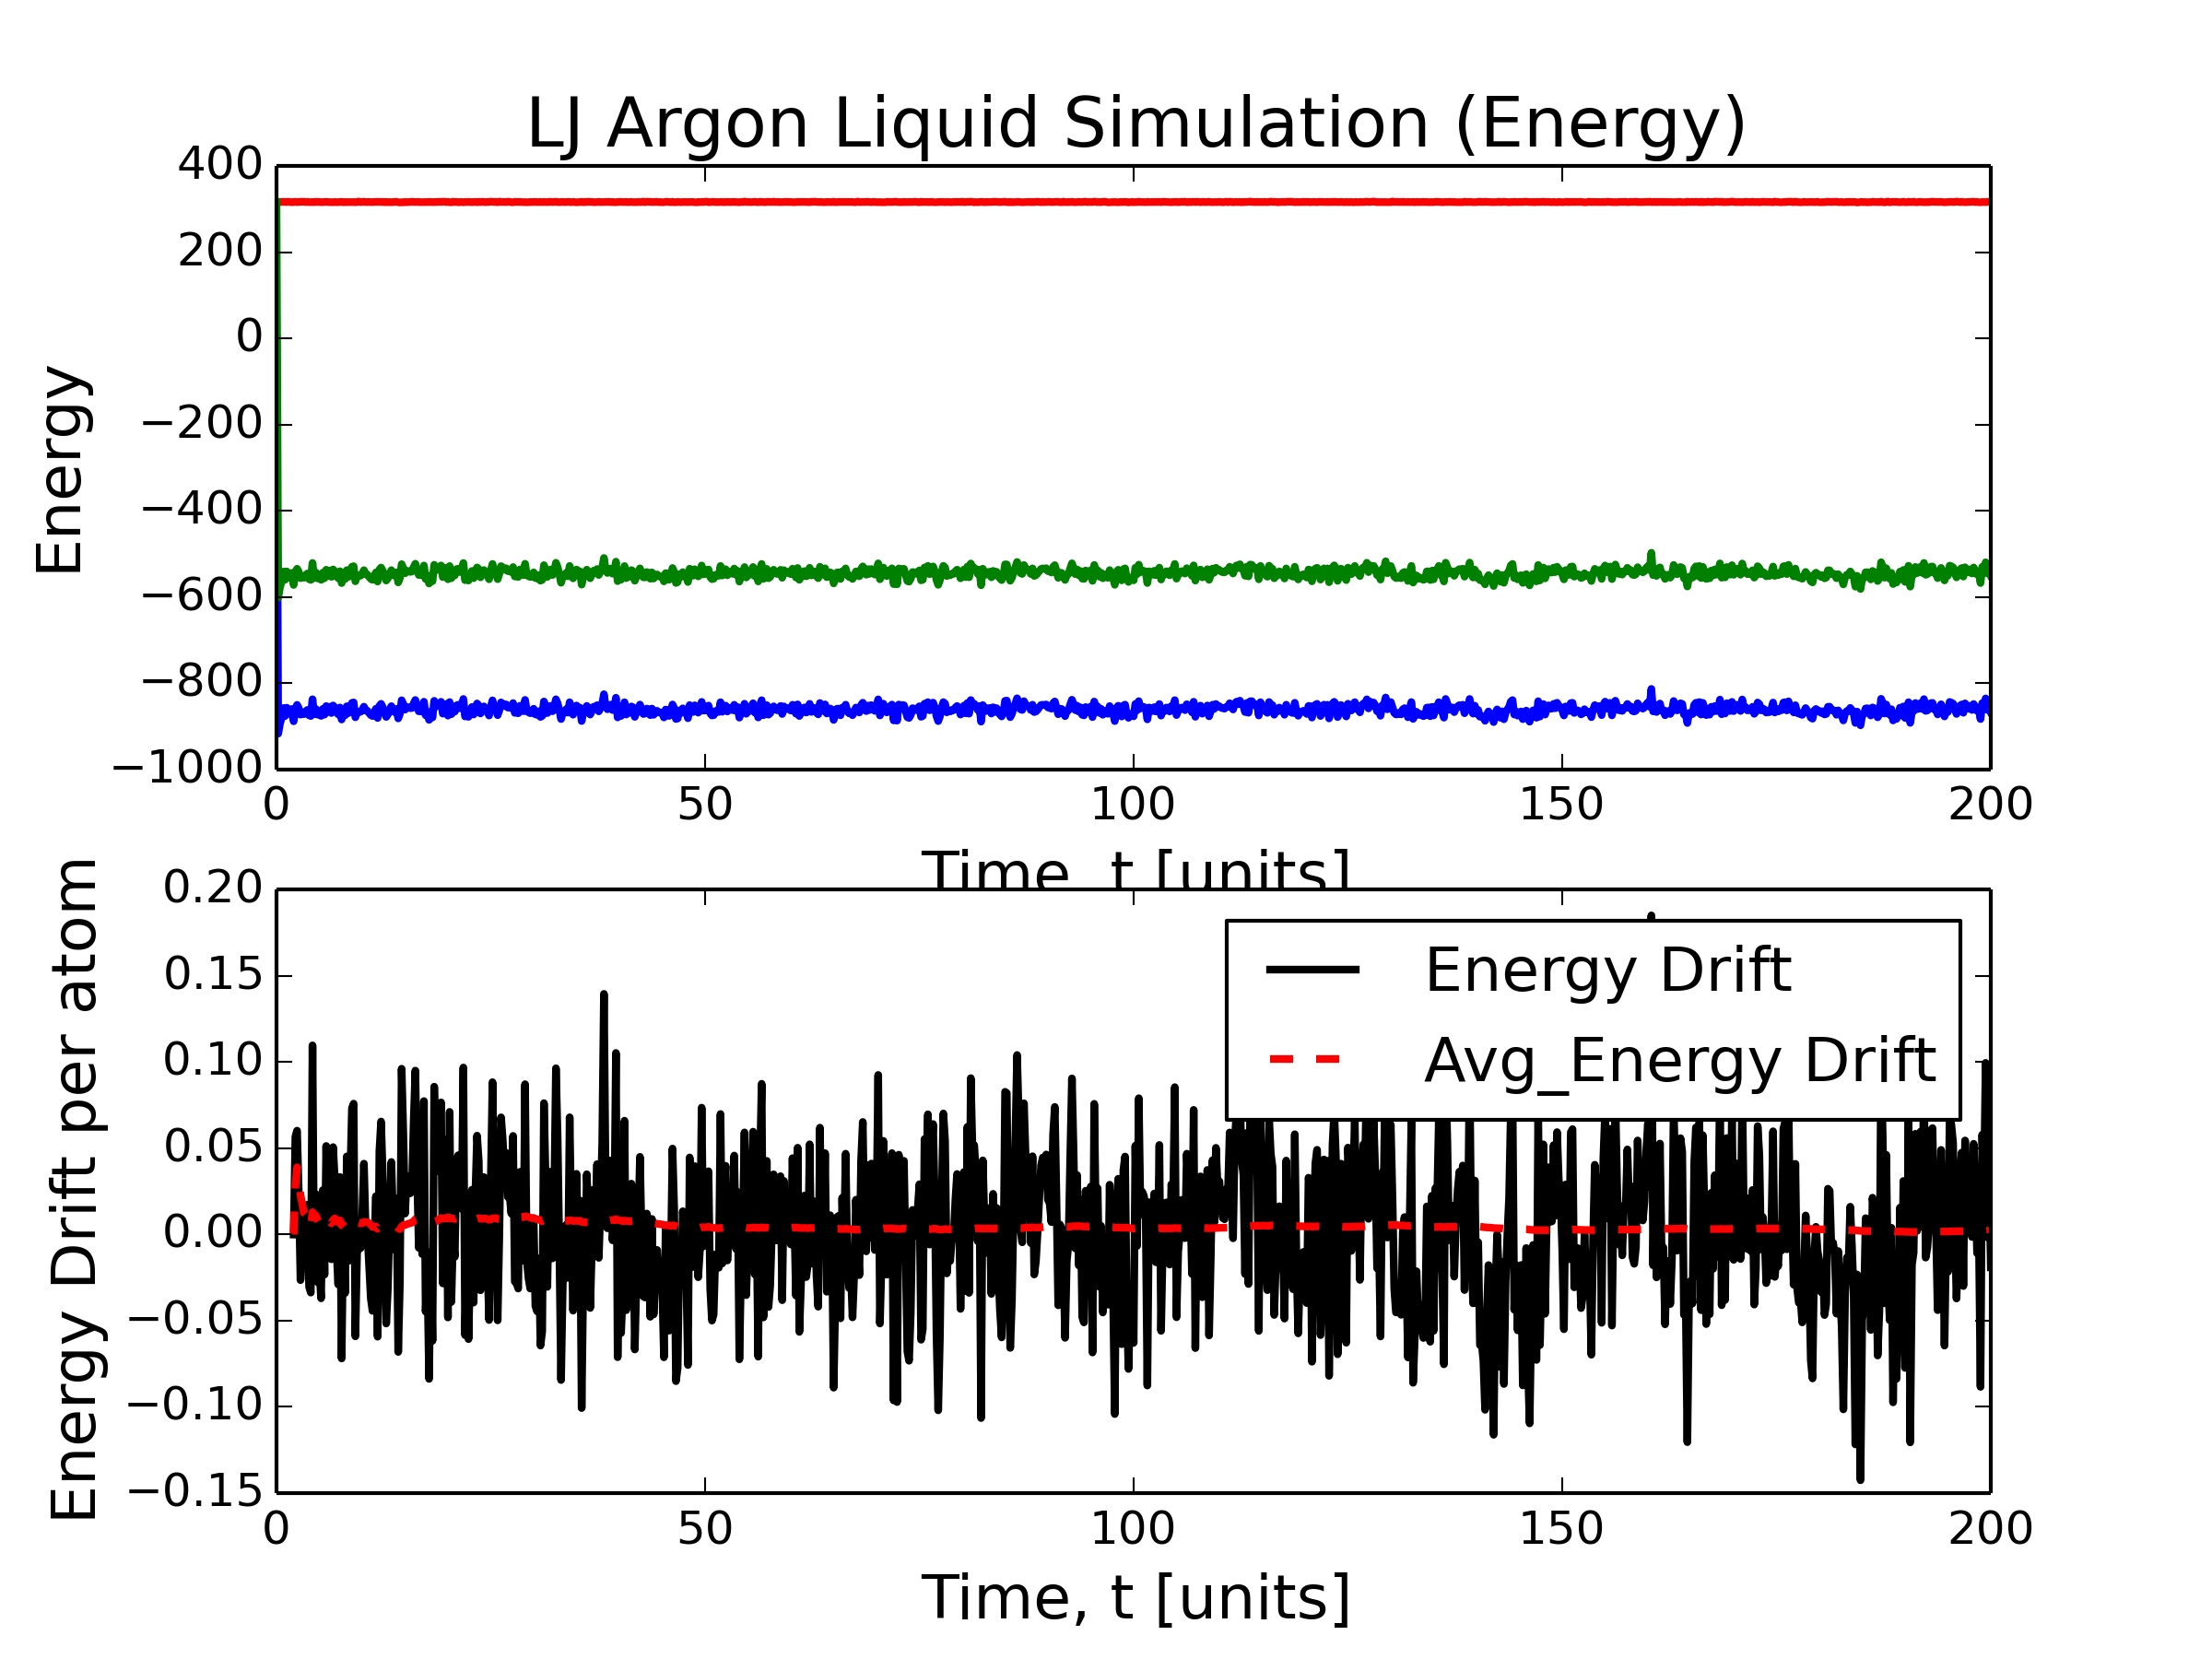 LJ Argon Liquid Simulation (Energy)
400
200
0
−200
−400
−600
−800
−1000
Energy
0 50 100 150 200
Time, t [units]
0.20
0.15
0.10
0.05
0.00
−0.05
−0.10
−0.15
Energy Drift per atom
Energy Drift
Avg_Energy Drift
0 50 100 150 200
Time, t [units]